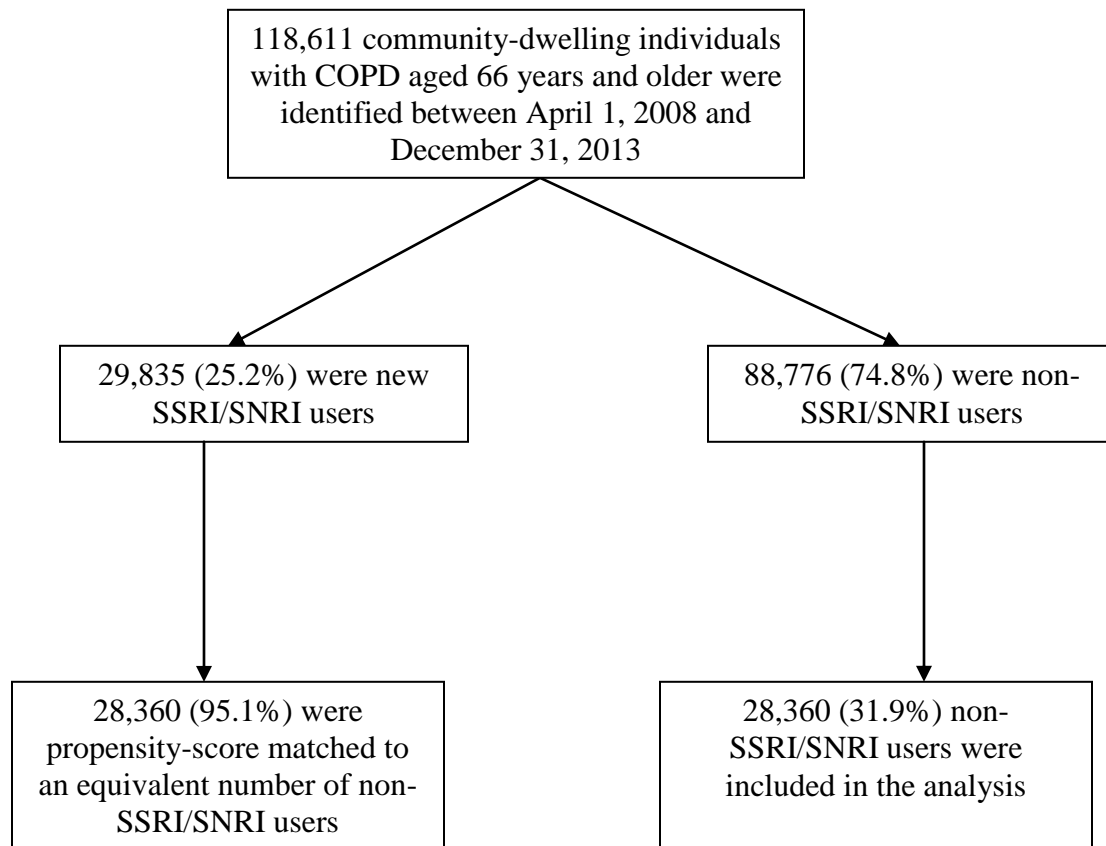 118,611 community-dwelling individuals
with COPD aged 66 years and older were
identified between April 1, 2008 and
December 31, 2013
29,835 (25.2%) were new
SSRI/SNRI users
88,776 (74.8%) were non-
SSRI/SNRI users
28,360 (95.1%) were
propensity-score matched to
an equivalent number of non-
SSRI/SNRI users
28,360 (31.9%) non-
SSRI/SNRI users were
included in the analysis